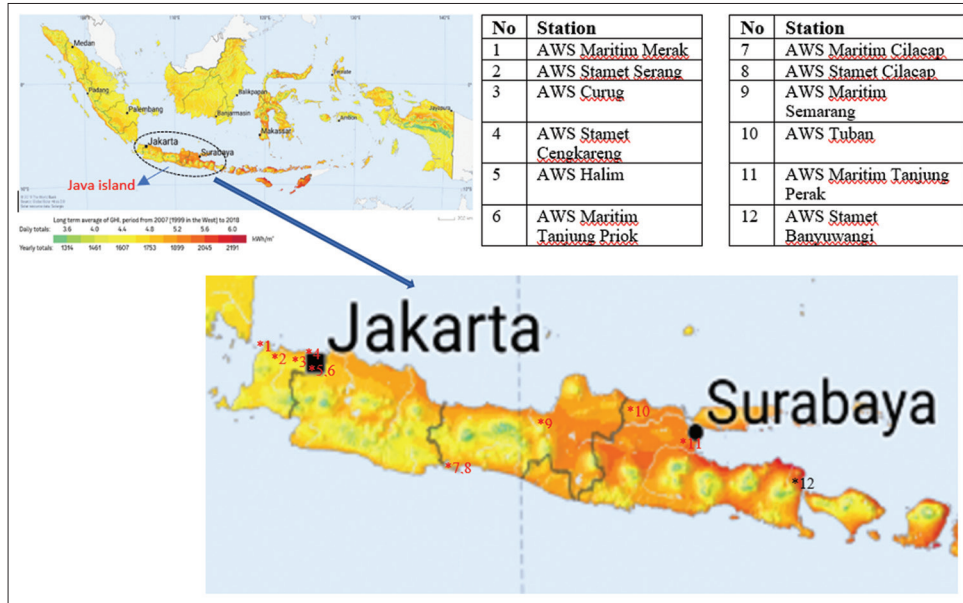 Medan
Padang
Palembang
Balikpapan
Banjarmasin
Makassar
Ternate
Ambon
Jayapura
Jakarta
Surabaya
Java island
Long term average of GHI, period from 2007 (1999 in the West) to 2018
Daily totals: 3.6 4.0 4.4 4.8 5.2 5.6 6.0
kWh/m²
Yearly totals: 1314 1461 1607 1753 1899 2045 2191
No Station
1 AWS Maritim Merak
2 AWS Stamet Serang
3 AWS Curug
4 AWS Stamet
Cengkareng
5 AWS Halim
6 AWS Maritim
Tanjung Priok
No Station
7 AWS Maritim Cilacap
8 AWS Stamet Cilacap
9 AWS Maritim
Semarang
10 AWS Tuban
11 AWS Maritim Tanjung
Perak
12 AWS Stamet
Banyuwangi
Jakarta
*1
*2
*3
*4
*5.6
Surabaya
*10
*9
*11
*7.8
*12